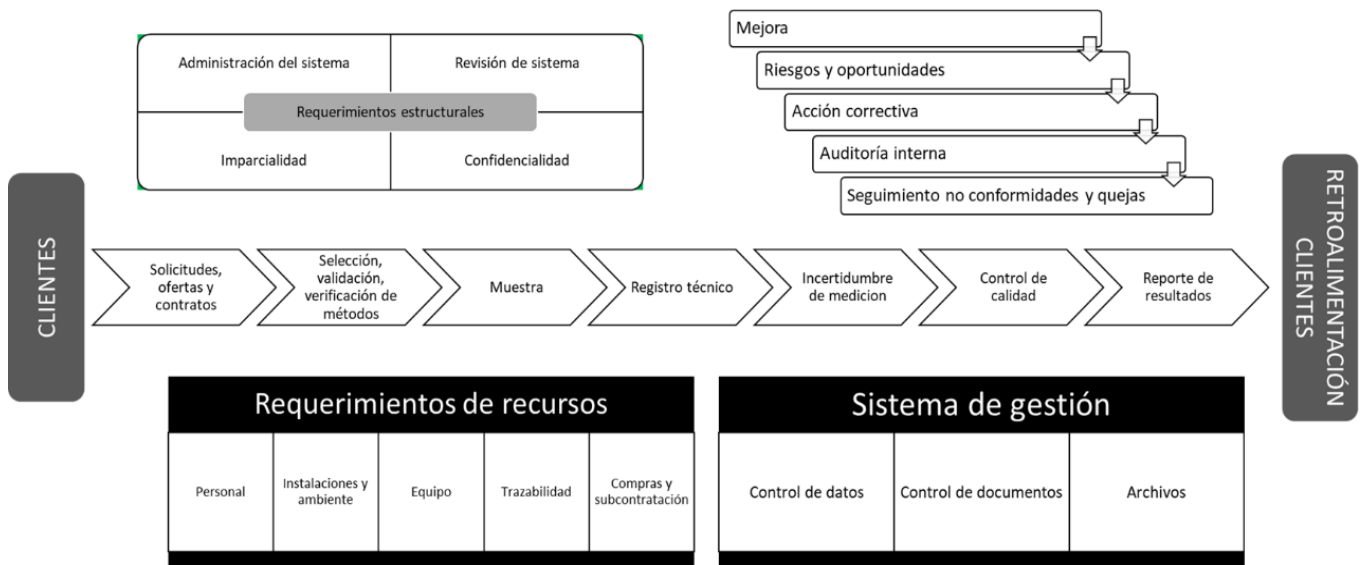 Administración del sistema
Revisión de sistema
Requerimientos estructurales
Imparcialidad
Confidencialidad
Mejora
Riesgos y oportunidades
Acción correctiva
Auditoría interna
Seguimiento no conformidades y quejas
CLIENTES
Solicitudes,
ofertas y
contratos
Selección,
validación,
verificación de
métodos
Muestra
Registro técnico
Incertidumbre
de medicion
Control de
calidad
Reporte de
resultados
RETROALIMENTACIÓN
CLIENTES
Requerimientos de recursos
Personal
Instalaciones y
ambiente
Equipo
Trazabilidad
Compras y
subcontratación
Sistema de gestión
Control de datos
Control de documentos
Archivos